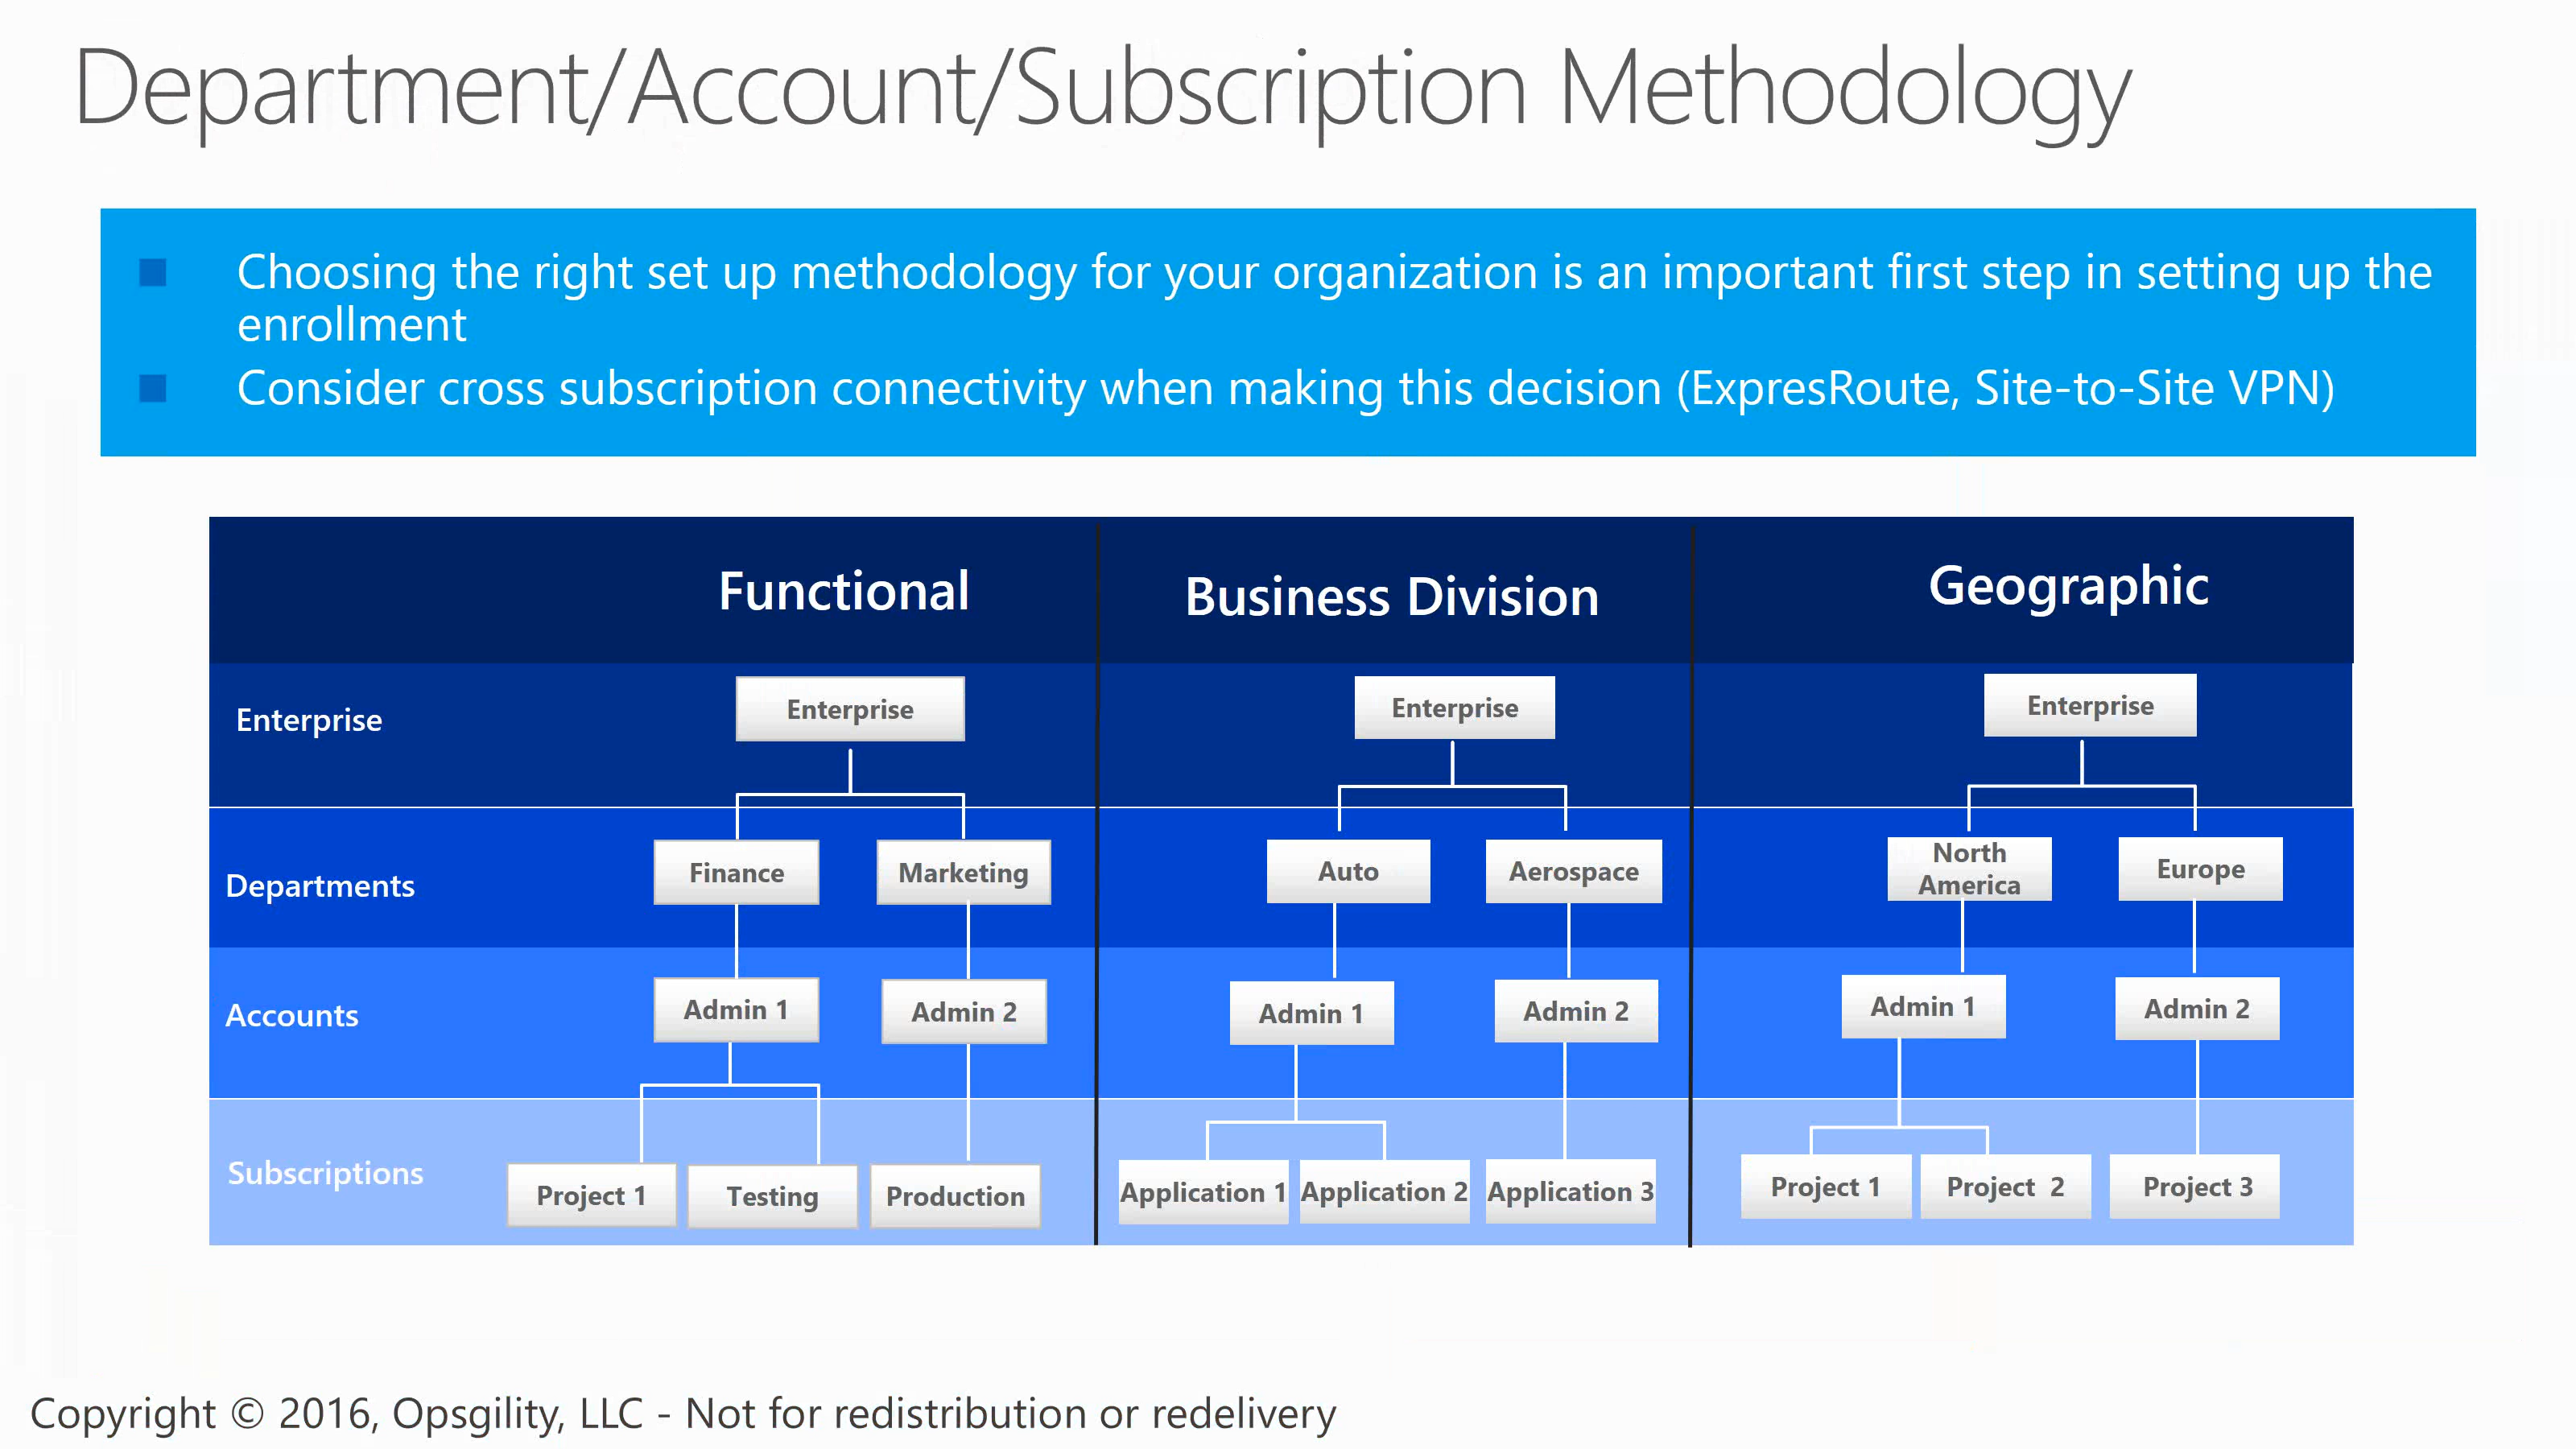 Department/Account/Subscription Methodology
Choosing the right set up methodology for your organization is an important first step in setting up the
enrollment
Consider cross subscription connectivity when making this decision (ExpresRoute, Site-to-Site VPN)
Functional
Business Division
Geographic
Enterprise
Enterprise
Enterprise
Enterprise
Departments
Finance
Marketing
Auto
Aerospace
North
America
Europe
Accounts
Admin 1
Admin 2
Admin 1
Admin 2
Admin 1
Admin 2
Subscriptions
Project 1
Testing
Production
Application 1
Application 2
Application 3
Project 1
Project 2
Project 3
Copyright © 2016, Opsgility, LLC - Not for redistribution or redelivery